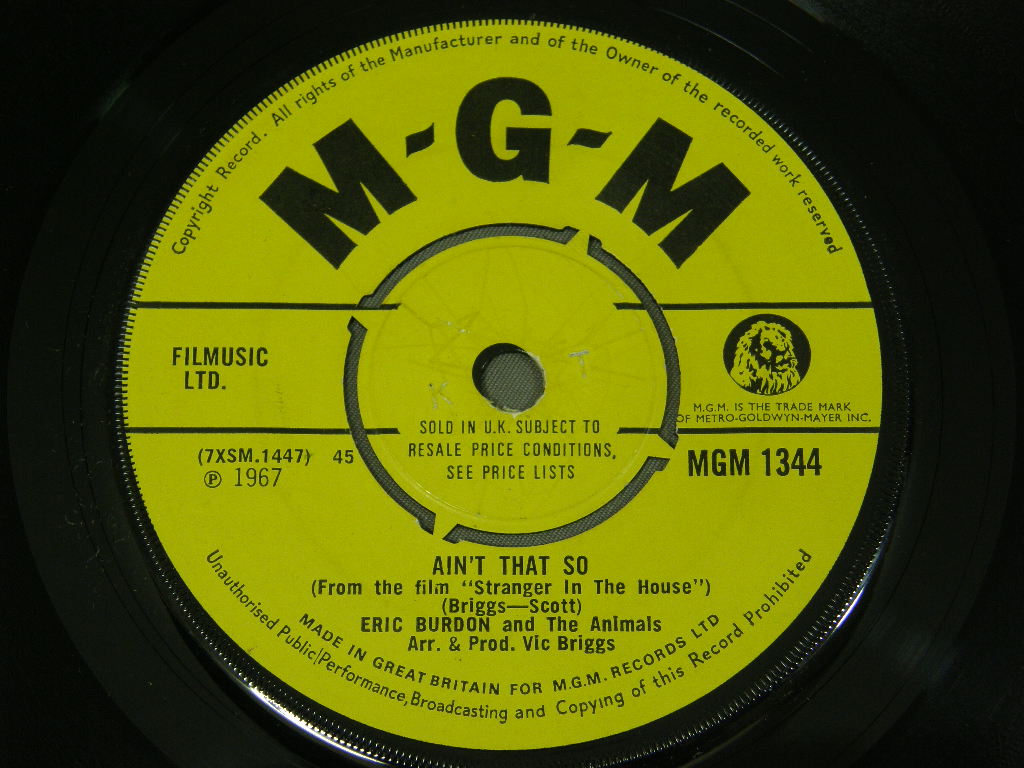 Copyright Record. All rights of the Manufacturer and of the Owner of the recorded work reserved
M-G-M
FILMUSIC
LTD.
M.G.M. IS THE TRADE MARK
OF METRO-GOLDWYN-MAYER INC.
K T
SOLD IN U.K. SUBJECT TO
RESALE PRICE CONDITIONS,
SEE PRICE LISTS
(7XSM.1447) 45
℗ 1967
MGM 1344
AIN'T THAT SO
(From the film "Stranger In The House")
(Briggs—Scott)
ERIC BURDON and The Animals
Arr. & Prod. Vic Briggs
MADE IN GREAT BRITAIN FOR M.G.M. RECORDS LTD
Unauthorised Public/Performance, Broadcasting and Copying of this Record Prohibited